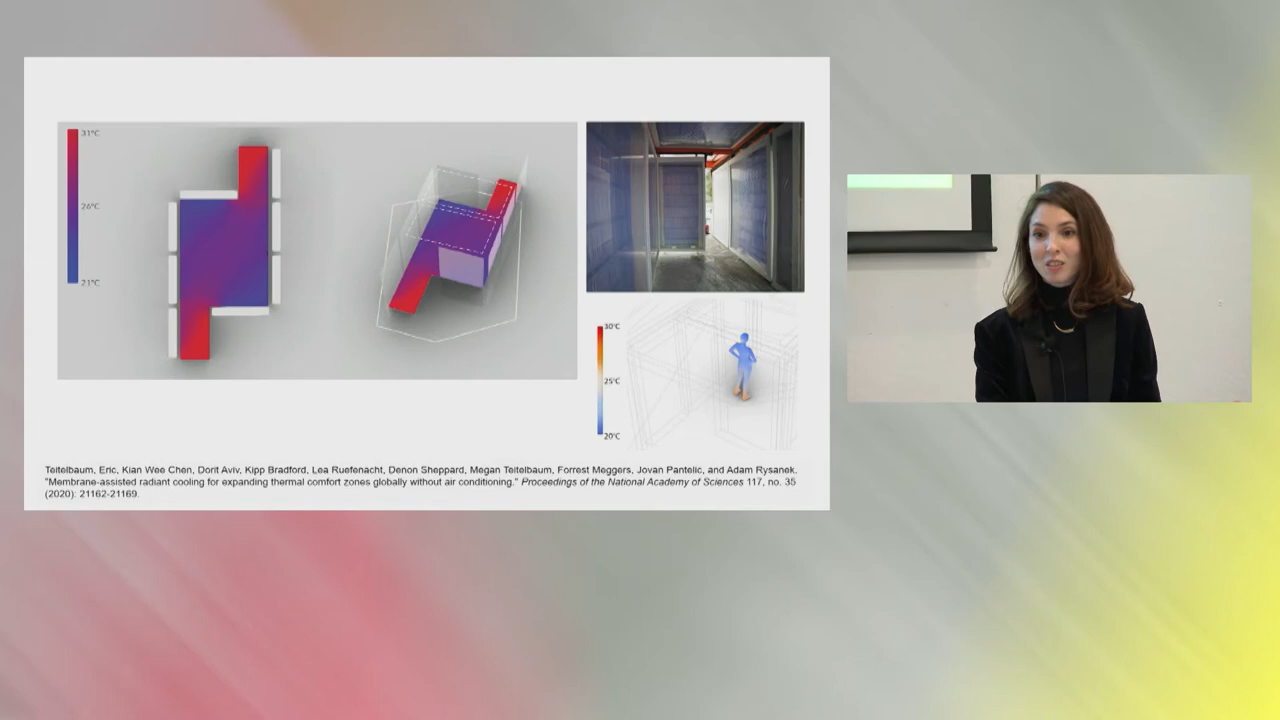 31°C
26°C
21°C
30°C
25°C
20°C
Teitelbaum, Eric, Kian Wee Chen, Dorit Aviv, Kipp Bradford, Lea Ruefenacht, Denon Sheppard, Megan Teitelbaum, Forrest Meggers, Jovan Pantelic, and Adam Rysanek.
"Membrane-assisted radiant cooling for expanding thermal comfort zones globally without air conditioning." Proceedings of the National Academy of Sciences 117, no. 35
(2020): 21162-21169.